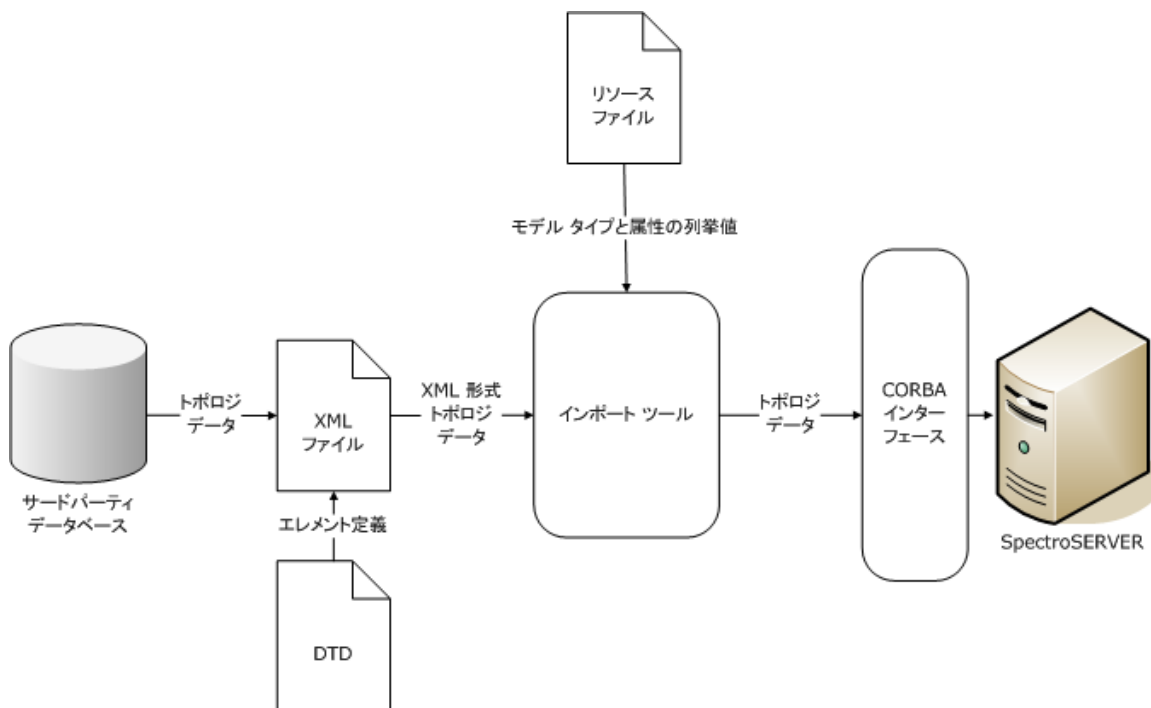 リソース
ファイル
モデル タイプと属性の列挙値
トポロジ
データ
XML
ファイル
XML 形式
トポロジ
データ
インポート ツール
トポロジ
データ
CORBA
インター
フェース
サードパーティ
データベース
エレメント定義
SpectroSERVER
DTD